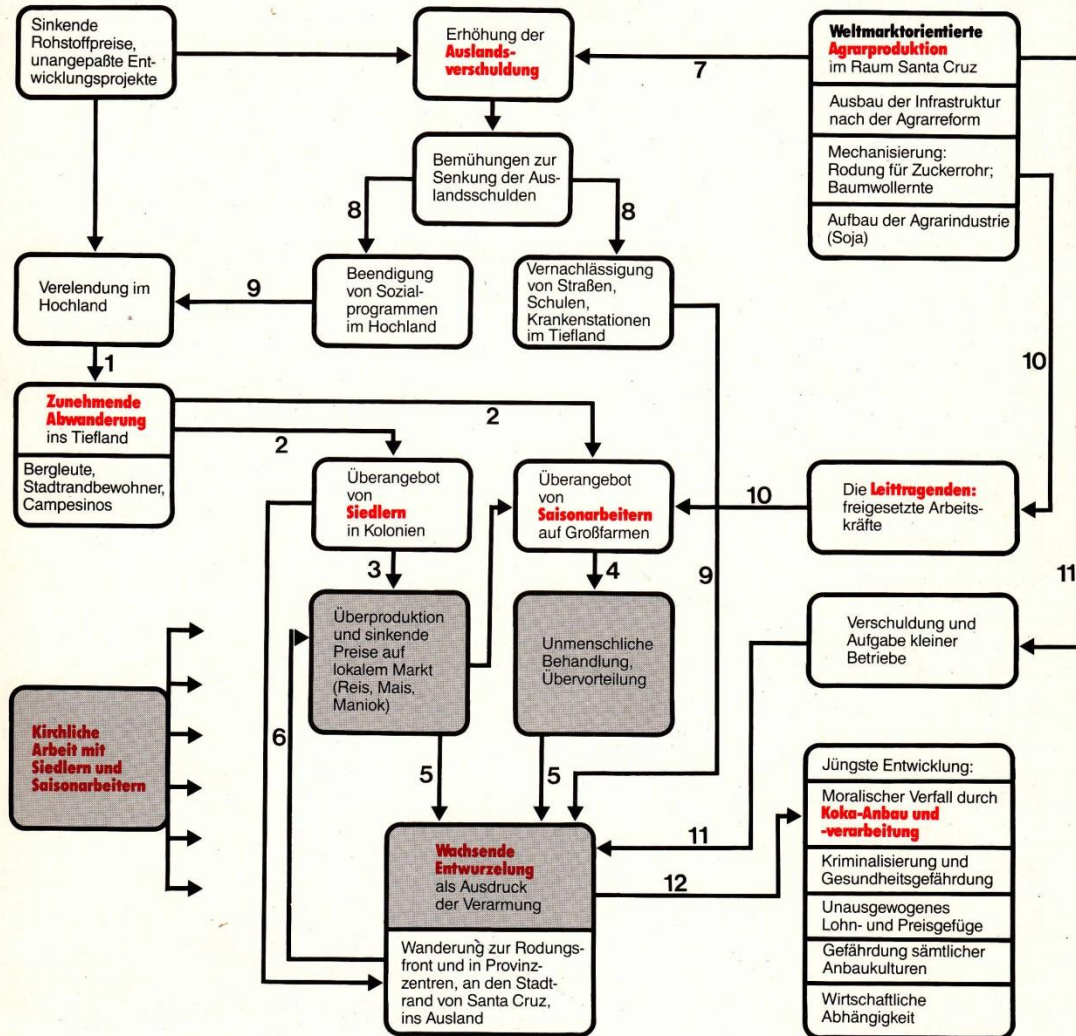 Sinkende
Rohstoffpreise,
unangepaßte Ent-
wicklungsprojekte
Erhöhung der
Auslands-
verschuldung
7
Weltmarktorientierte
Agrarproduktion
im Raum Santa Cruz
Ausbau der Infrastruktur
nach der Agrarreform
Mechanisierung:
Rodung für Zuckerrohr;
Baumwollernte
Aufbau der Agrarindustrie
(Soja)
Bemühungen zur
Senkung der Aus-
landsschulden
8
8
Verelendung im
Hochland
9
Beendigung
von Sozial-
programmen
im Hochland
Vernachlässigung
von Straßen,
Schulen,
Krankenstationen
im Tiefland
10
1
Zunehmende
Abwanderung
ins Tiefland
Bergleute,
Stadtrandbewohner,
Campesinos
2
2
Überangebot
von
Siedlern
in Kolonien
Überangebot
von
Saisonarbeitern
auf Großfarmen
10
Die Leittragenden:
freigesetzte Arbeits-
kräfte
3
4
9
11
Überproduktion
und sinkende
Preise auf
lokalem Markt
(Reis, Mais,
Maniok)
Unmenschliche
Behandlung,
Übervorteilung
Verschuldung und
Aufgabe kleiner
Betriebe
Kirchliche
Arbeit mit
Siedlern und
Saisonarbeitern
6
5
5
Wachsende
Entwurzelung
als Ausdruck
der Verarmung
Wanderung zur Rodungs-
front und in Provinz-
zentren, an den Stadt-
rand von Santa Cruz,
ins Ausland
11
12
Jüngste Entwicklung:
Moralischer Verfall durch
Koka-Anbau und
-verarbeitung
Kriminalisierung und
Gesundheitsgefährdung
Unausgewogenes
Lohn- und Preisgefüge
Gefährdung sämtlicher
Anbaukulturen
Wirtschaftliche
Abhängigkeit